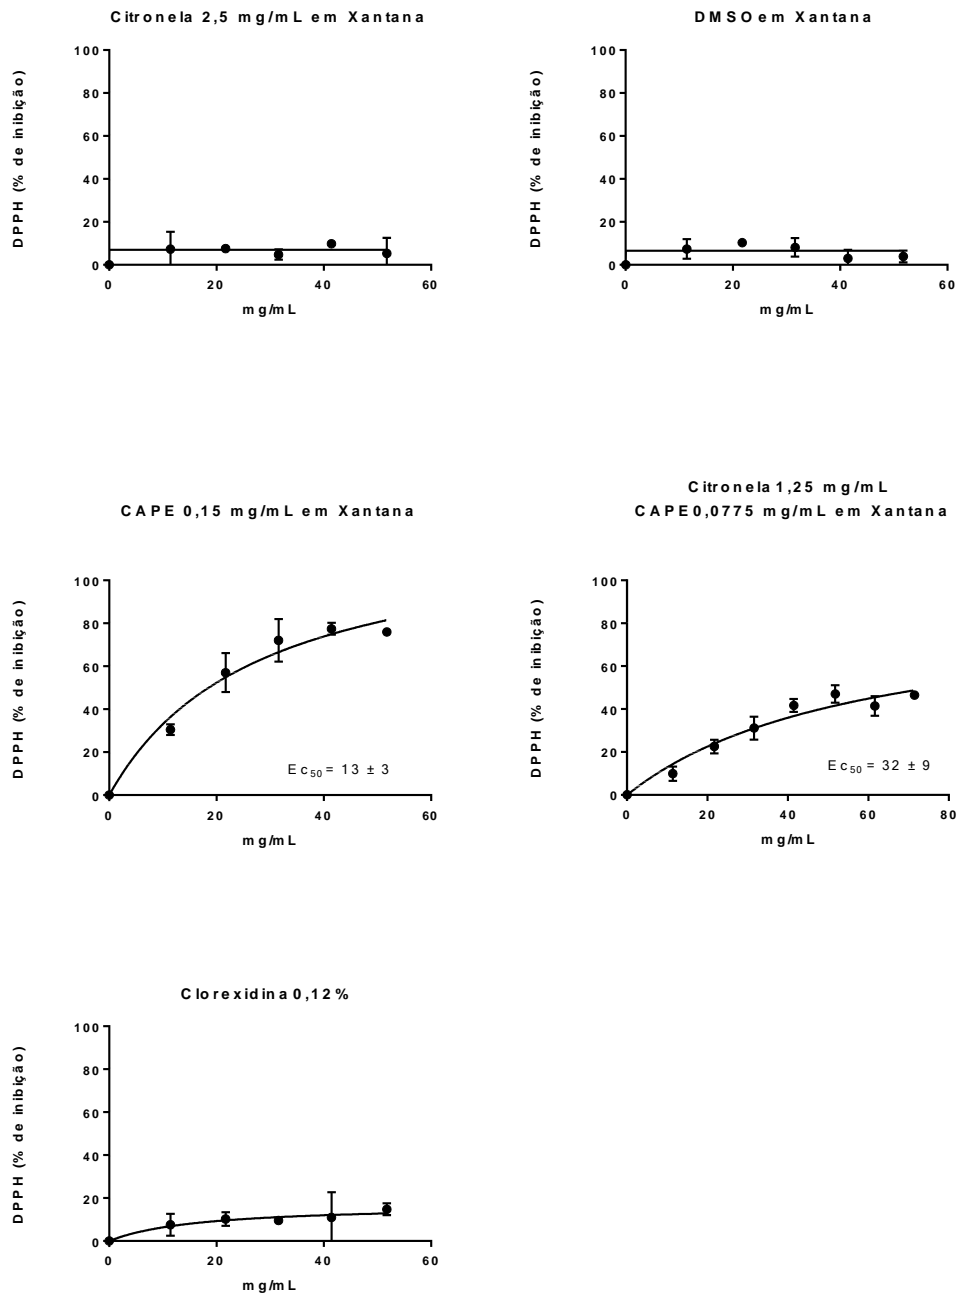 Citronela 2,5 mg/mL em Xantana
DPPH (% de inibição)
100
80
60
40
20
0
0 20 40 60
mg/mL
DMSO em Xantana
DPPH (% de inibição)
100
80
60
40
20
0
0 20 40 60
mg/mL
CAPE 0,15 mg/mL em Xantana
DPPH (% de inibição)
100
80
60
40
20
0
Ec50 = 13 ± 3
0 20 40 60
mg/mL
Citronela 1,25 mg/mL
CAPE 0,0775 mg/mL em Xantana
DPPH (% de inibição)
100
80
60
40
20
0
Ec50 = 32 ± 9
0 20 40 60 80
mg/mL
Clorexidina 0,12%
DPPH (% de inibição)
100
80
60
40
20
0
0 20 40 60
mg/mL